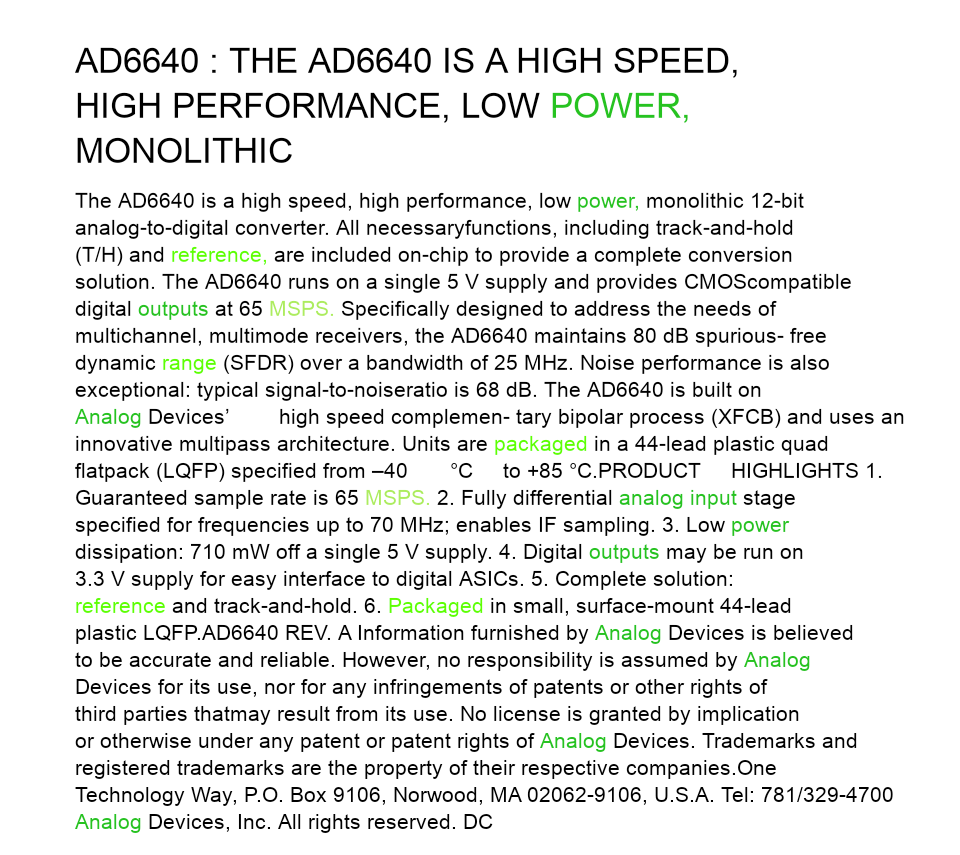 AD6640 : THE AD6640 IS A HIGH SPEED,
HIGH PERFORMANCE, LOW POWER,
MONOLITHIC
The AD6640 is a high speed, high performance, low power, monolithic 12-bit
analog-to-digital converter. All necessaryfunctions, including track-and-hold
(T/H) and reference, are included on-chip to provide a complete conversion
solution. The AD6640 runs on a single 5 V supply and provides CMOScompatible
digital outputs at 65 MSPS. Specifically designed to address the needs of
multichannel, multimode receivers, the AD6640 maintains 80 dB spurious- free
dynamic range (SFDR) over a bandwidth of 25 MHz. Noise performance is also
exceptional: typical signal-to-noiseratio is 68 dB. The AD6640 is built on
Analog Devices’ high speed complemen- tary bipolar process (XFCB) and uses an
innovative multipass architecture. Units are packaged in a 44-lead plastic quad
flatpack (LQFP) specified from –40 °C to +85 °C.PRODUCT HIGHLIGHTS 1.
Guaranteed sample rate is 65 MSPS. 2. Fully differential analog input stage
specified for frequencies up to 70 MHz; enables IF sampling. 3. Low power
dissipation: 710 mW off a single 5 V supply. 4. Digital outputs may be run on
3.3 V supply for easy interface to digital ASICs. 5. Complete solution:
reference and track-and-hold. 6. Packaged in small, surface-mount 44-lead
plastic LQFP.AD6640 REV. A Information furnished by Analog Devices is believed
to be accurate and reliable. However, no responsibility is assumed by Analog
Devices for its use, nor for any infringements of patents or other rights of
third parties thatmay result from its use. No license is granted by implication
or otherwise under any patent or patent rights of Analog Devices. Trademarks and
registered trademarks are the property of their respective companies.One
Technology Way, P.O. Box 9106, Norwood, MA 02062-9106, U.S.A. Tel: 781/329-4700
Analog Devices, Inc. All rights reserved. DC